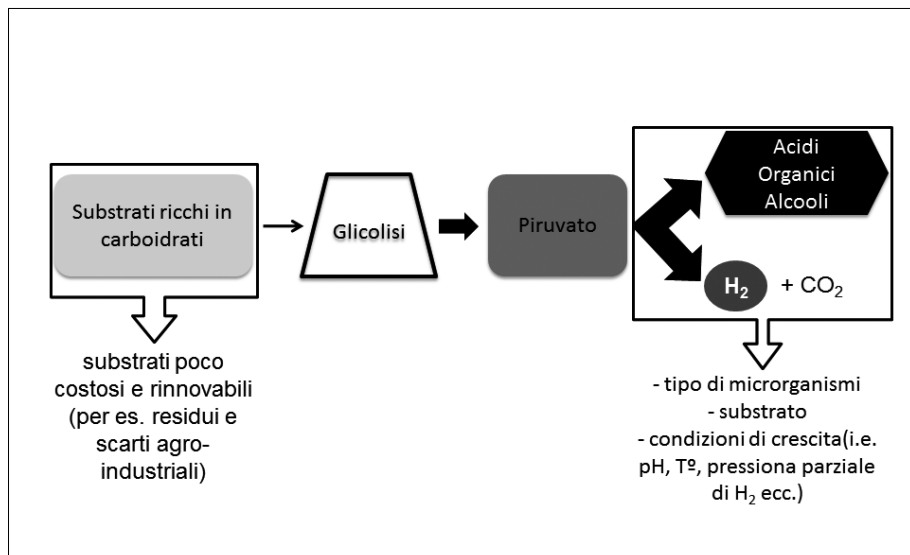 Substrati ricchi in
carboidrati
Glicolisi
Piruvato
Acidi
Organici
Alcooli
H₂ + CO₂
substrati poco
costosi e rinnovabili
(per es. residui e
scarti agro-
industriali)
- tipo di microrganismi
- substrato
- condizioni di crescita(i.e.
pH, Tº, pressiona parziale
di H₂ ecc.)